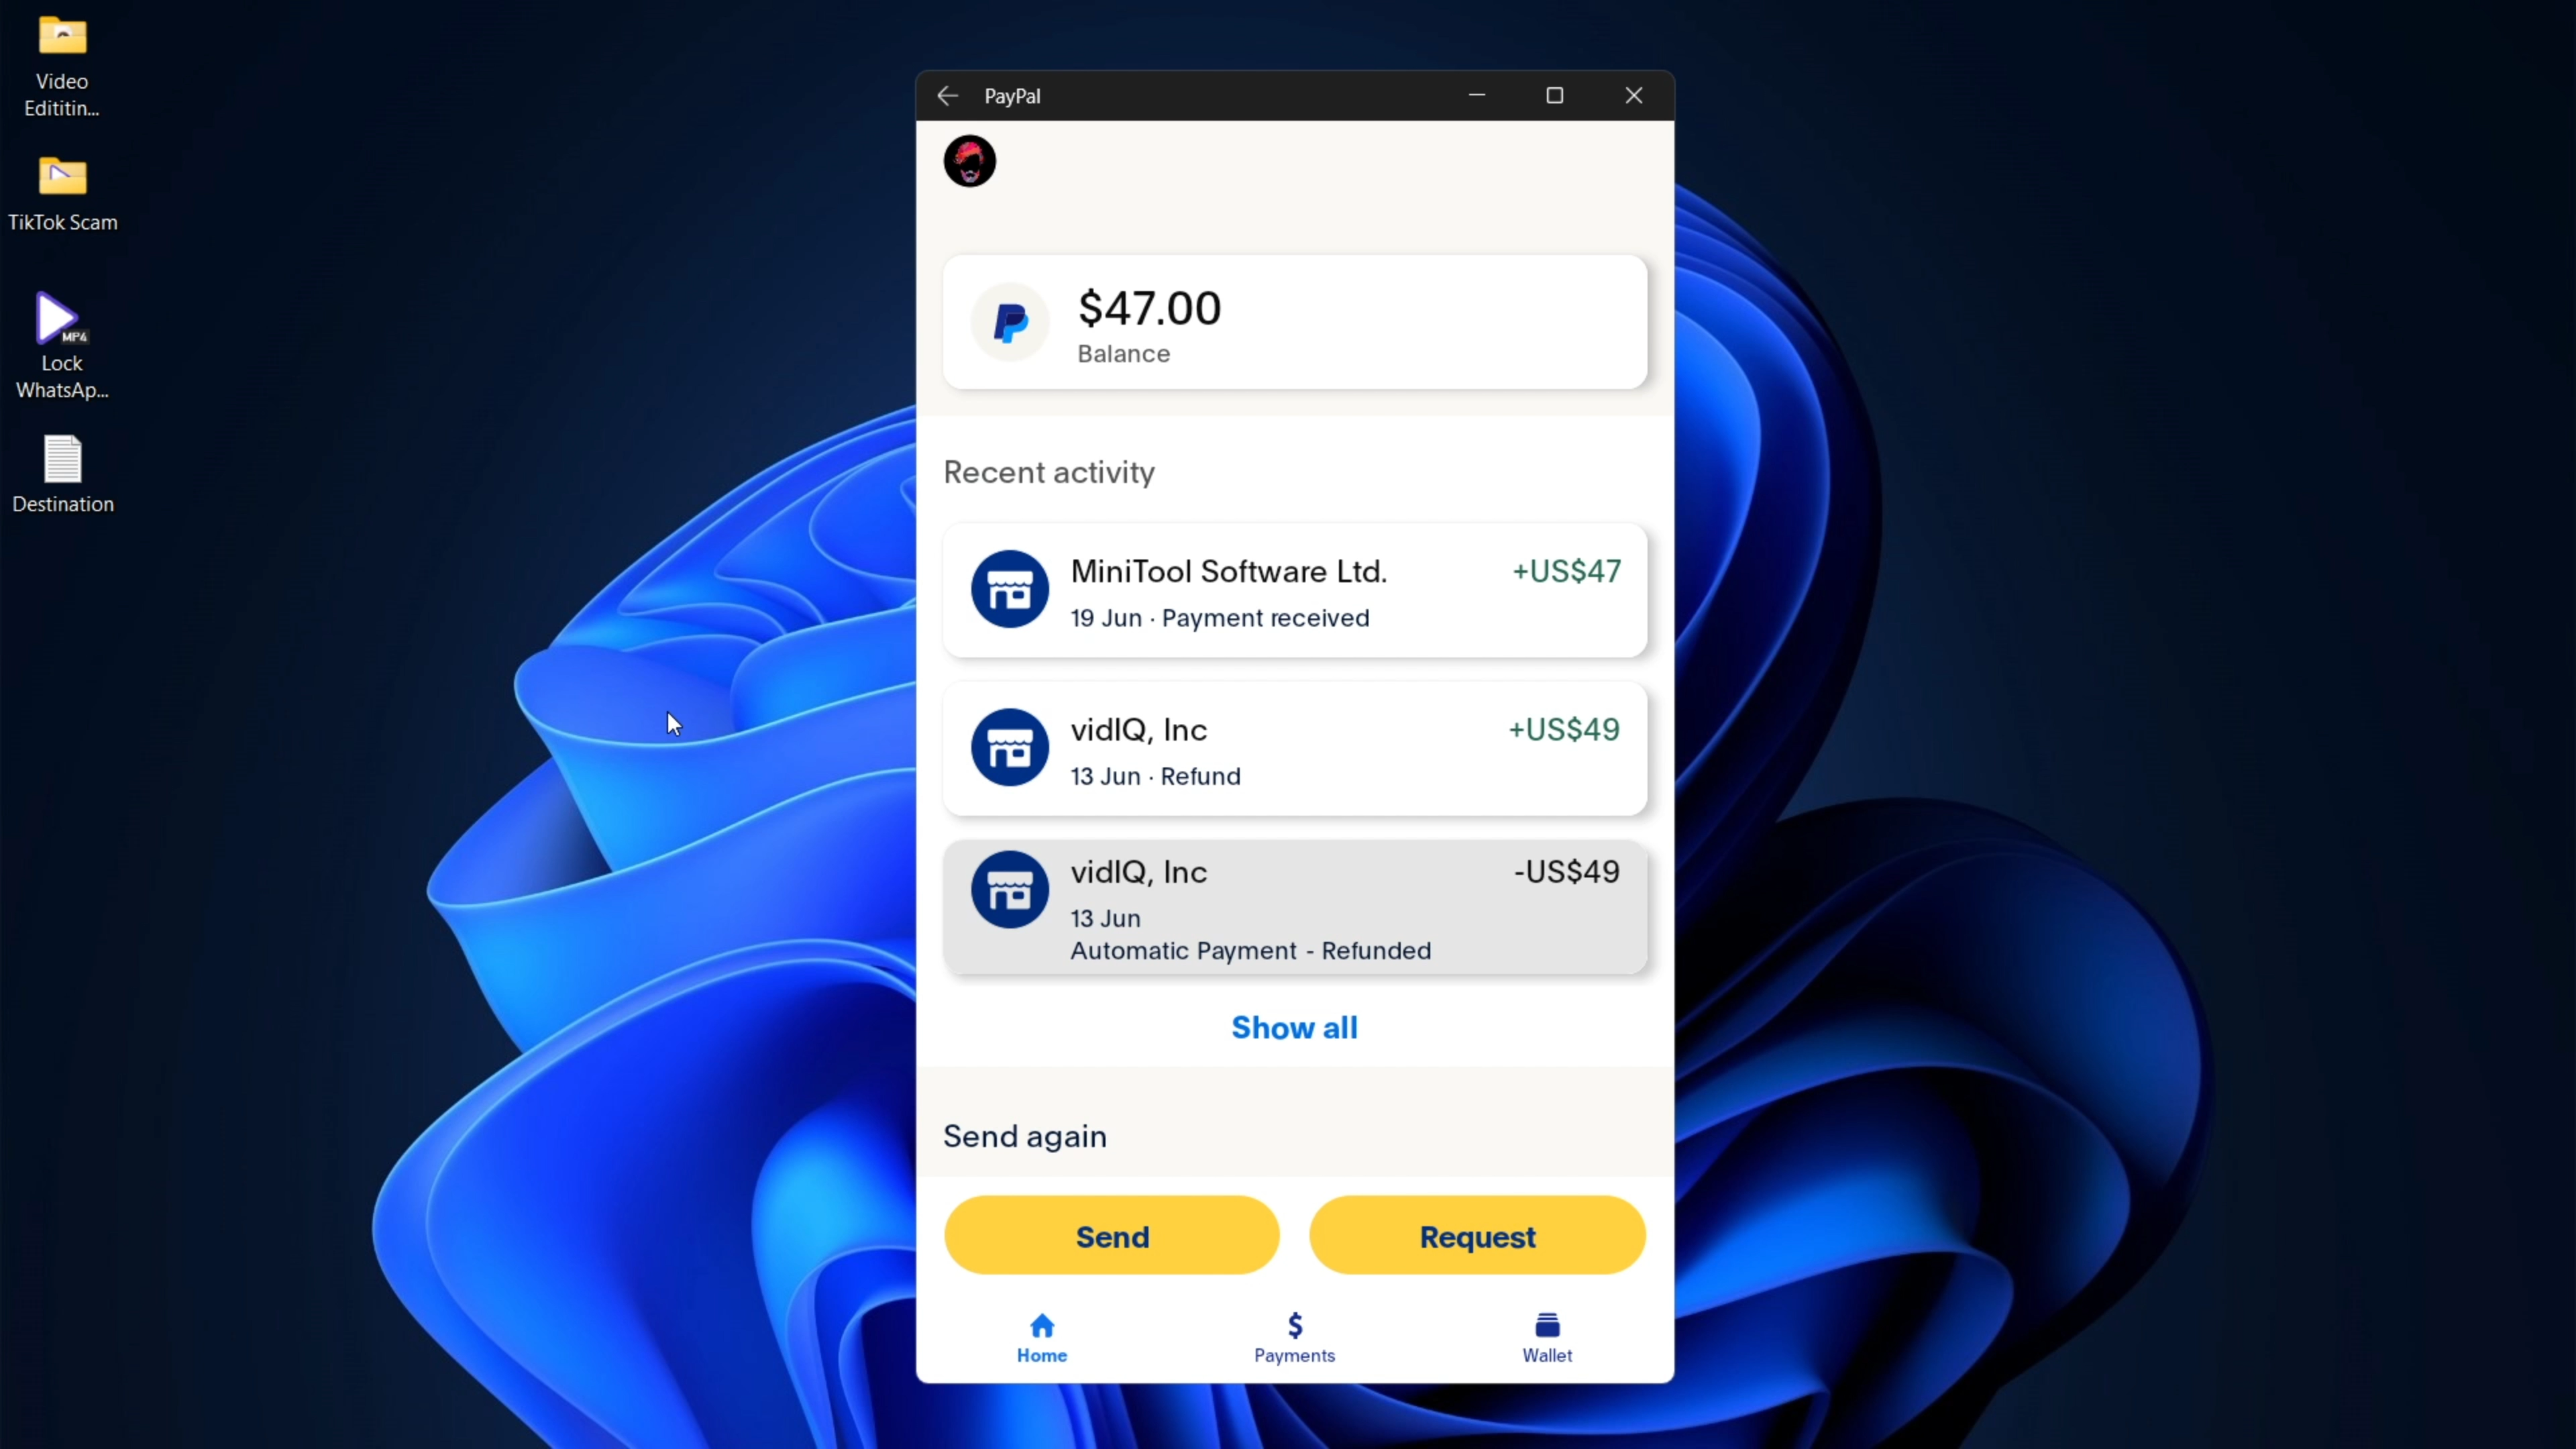 Video
Edititin...
TikTok Scam
MP4
Lock
WhatsAp...
Destination
PayPal
$47.00
Balance
Recent activity
MiniTool Software Ltd.
+US$47
19 Jun · Payment received
vidIQ, Inc
+US$49
13 Jun · Refund
vidIQ, Inc
-US$49
13 Jun
Automatic Payment - Refunded
Show all
Send again
Send
Request
Home
Payments
Wallet